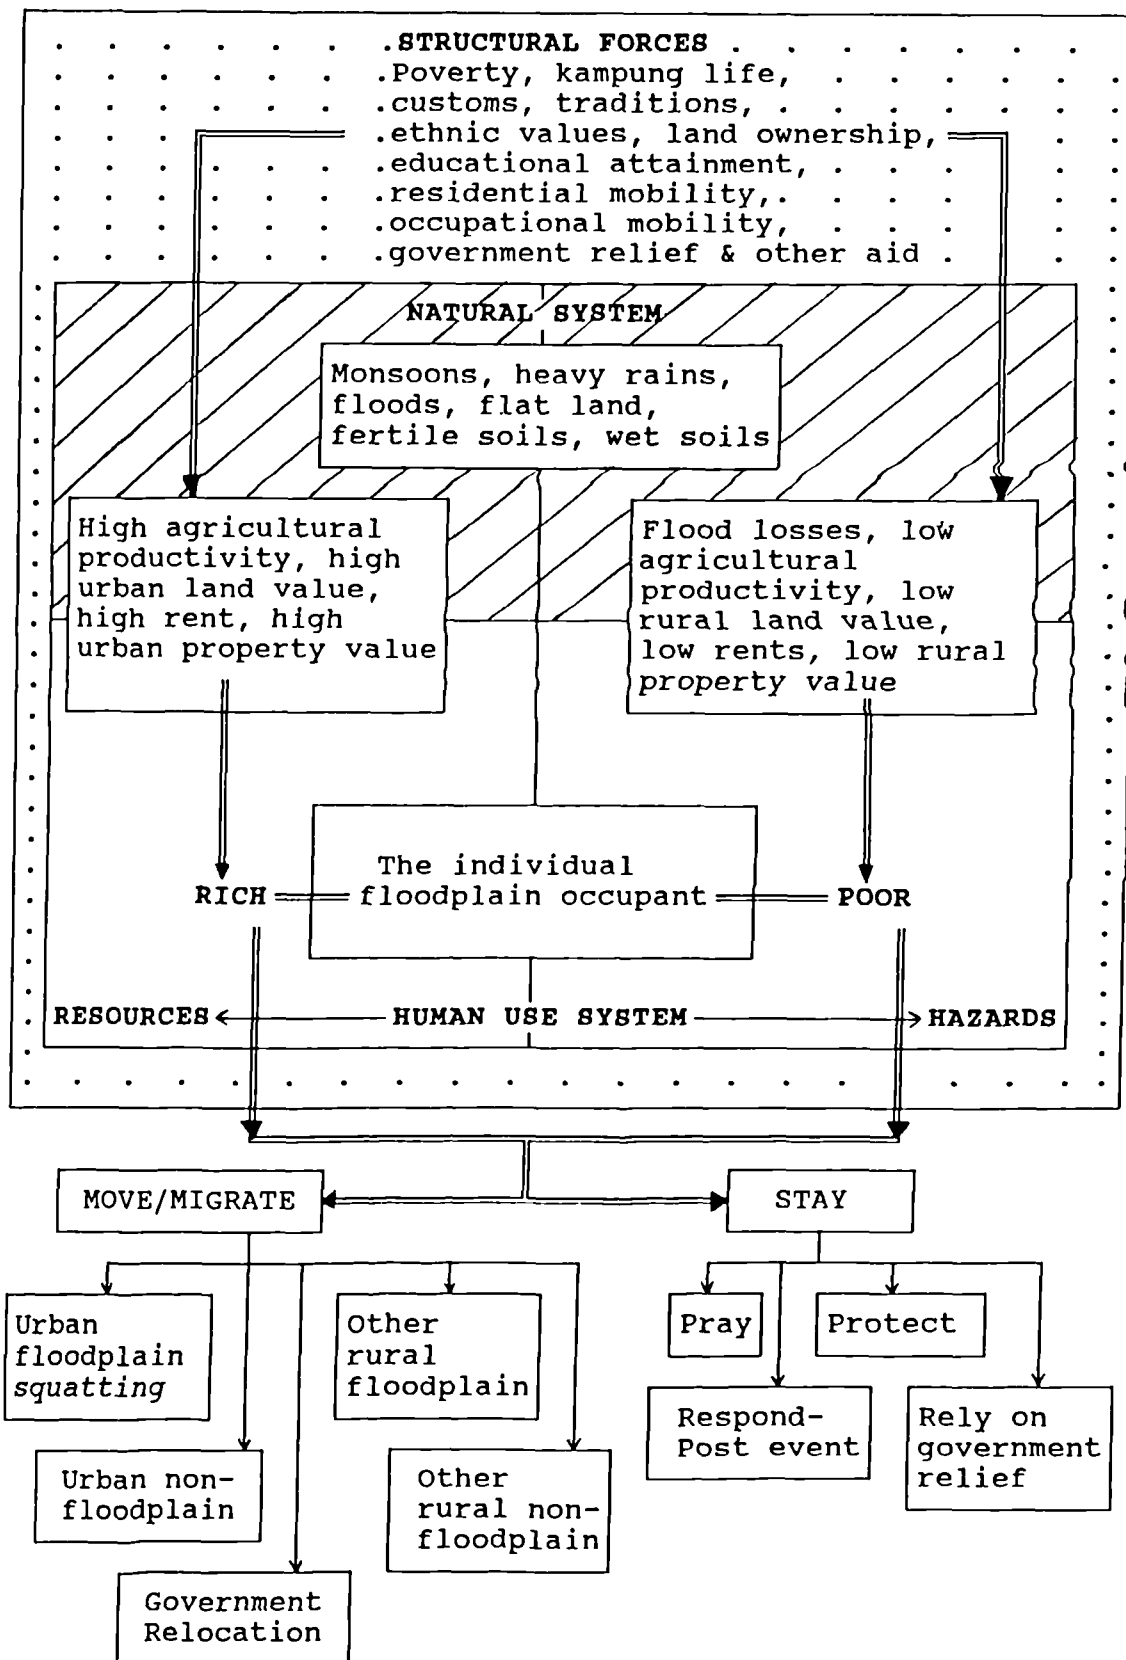 STRUCTURAL FORCES
Poverty, kampung life,
customs, traditions,
ethnic values, land ownership,
educational attainment,
residential mobility,
occupational mobility,
government relief & other aid
NATURAL SYSTEM
Monsoons, heavy rains,
floods, flat land,
fertile soils, wet soils
High agricultural
productivity, high
urban land value,
high rent, high
urban property value
Flood losses, low
agricultural
productivity, low
rural land value,
low rents, low rural
property value
The individual
floodplain occupant
RICH
POOR
RESOURCES
HUMAN USE SYSTEM
HAZARDS
MOVE/MIGRATE
STAY
Urban
floodplain
squatting
Other
rural
floodplain
Pray
Protect
Urban non-
floodplain
Other
rural non-
floodplain
Respond-
Post event
Rely on
government
relief
Government
Relocation